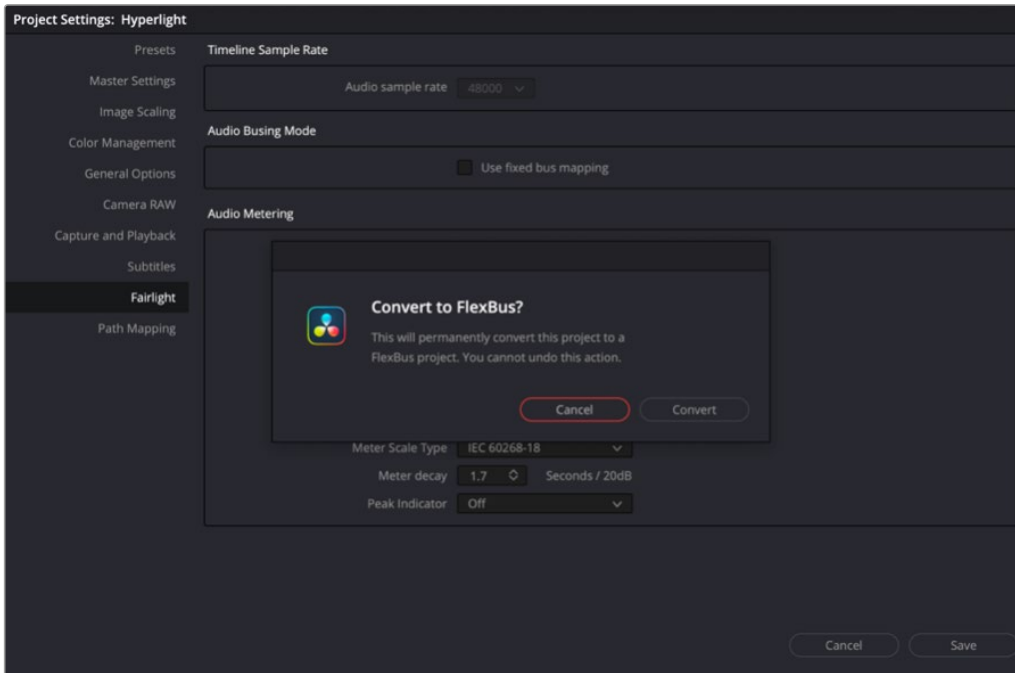 Project Settings: Hyperlight
Presets
Master Settings
Image Scaling
Color Management
General Options
Camera RAW
Capture and Playback
Subtitles
Fairlight
Path Mapping
Timeline Sample Rate
Audio sample rate 48000
Audio Busing Mode
Use fixed bus mapping
Audio Metering
Convert to FlexBus?
This will permanently convert this project to a
FlexBus project. You cannot undo this action.
Cancel Convert
Meter Scale Type IEC 60268-18
Meter decay 1.7 Seconds / 20dB
Peak Indicator Off
Cancel Save